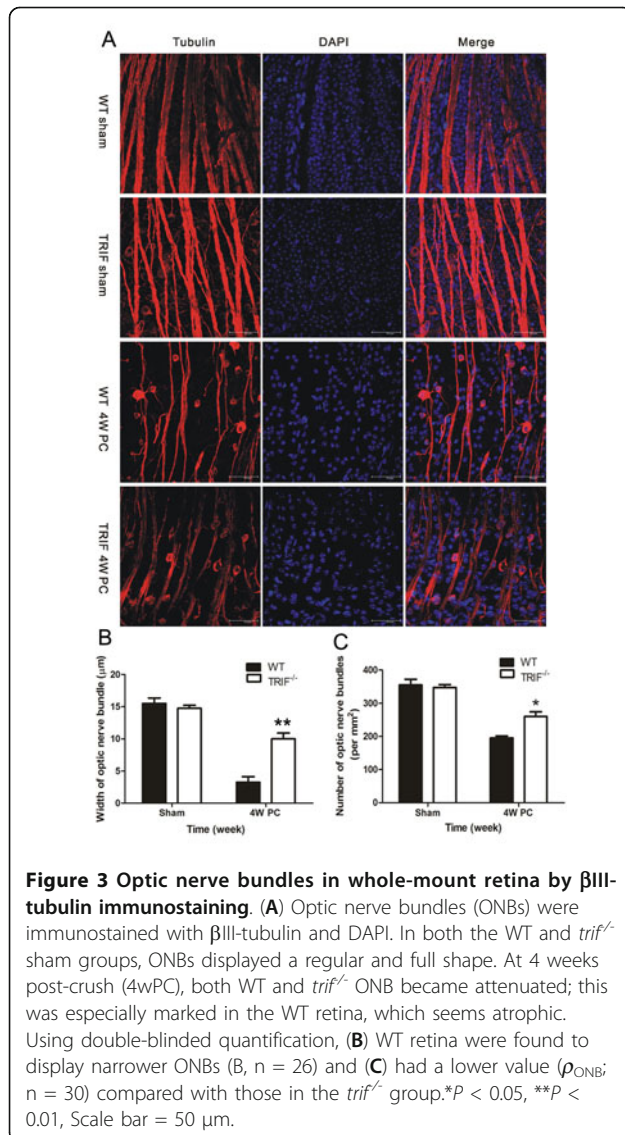 A
Tubulin DAPI Merge
WT sham
TRIF sham
WT 4W PC
TRIF 4W PC
B
Width of optic nerve bundle (μm)
20
15
10
5
0
WT
TRIF-/-
**
Sham 4W PC
Time (week)
C
Number of optic nerve bundles
(per mm²)
400
300
200
100
0
WT
TRIF-/-
*
Sham 4W PC
Time (week)
Figure 3 Optic nerve bundles in whole-mount retina by βIII-
tubulin immunostaining. (A) Optic nerve bundles (ONBs) were
immunostained with βIII-tubulin and DAPI. In both the WT and trif-/-
sham groups, ONBs displayed a regular and full shape. At 4 weeks
post-crush (4wPC), both WT and trif-/- ONB became attenuated; this
was especially marked in the WT retina, which seems atrophic.
Using double-blinded quantification, (B) WT retina were found to
display narrower ONBs (B, n = 26) and (C) had a lower value (ρONB;
n = 30) compared with those in the trif-/- group.*P < 0.05, **P <
0.01, Scale bar = 50 μm.